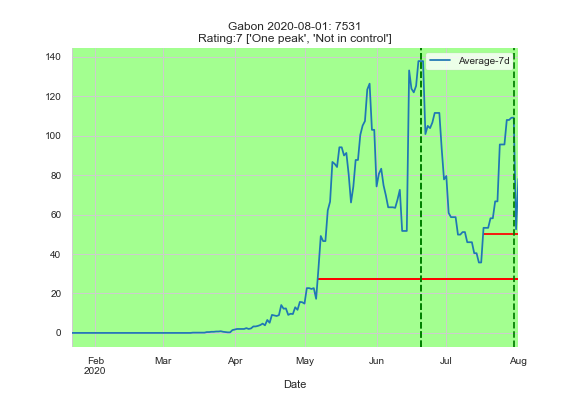 Gabon 2020-08-01: 7531
Rating:7 ['One peak', 'Not in control']
Average-7d
140
120
100
80
60
40
20
0
Feb
2020
Mar
Apr
May
Jun
Jul
Aug
Date